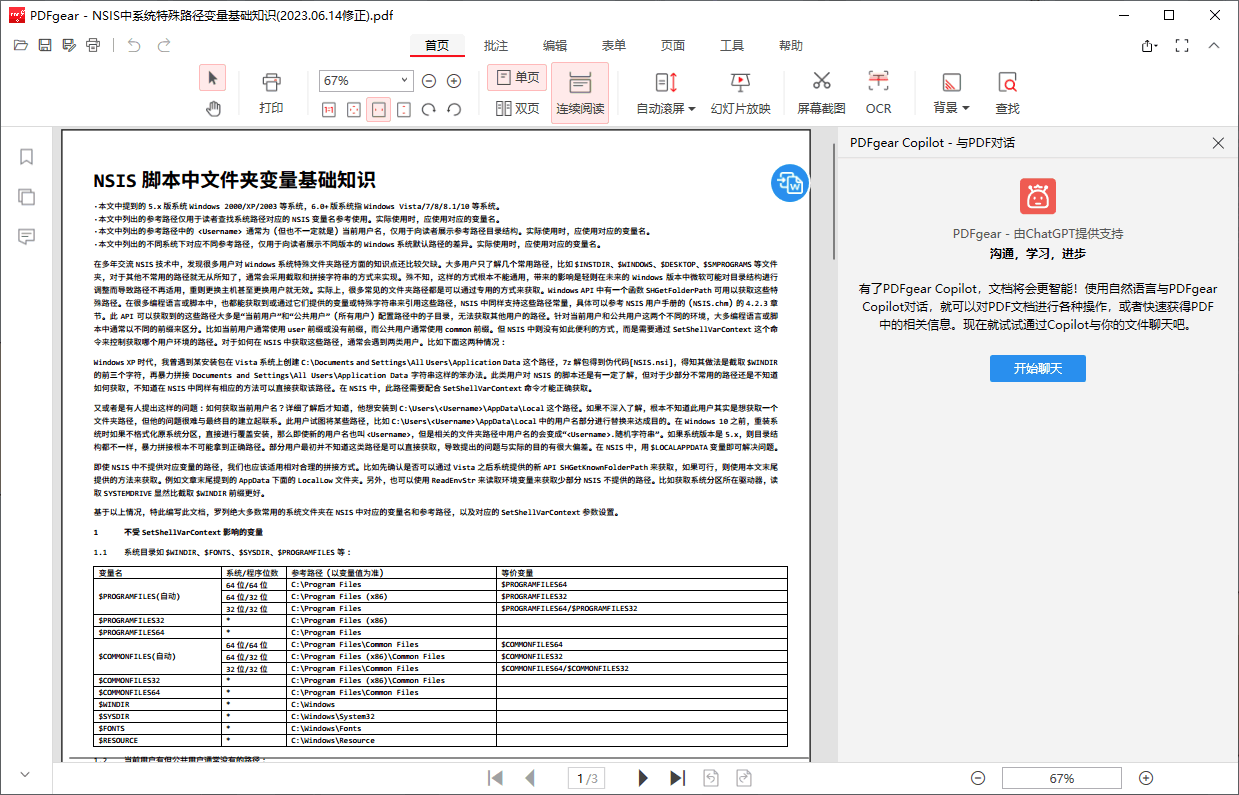 PDFgear - NSIS中系统特殊路径变量基础知识(2023.06.14修正).pdf
首页 批注 编辑 表单 页面 工具 帮助
67% 单页
打印 双页 连续阅读 自动滚屏 幻灯片放映 屏幕截图 OCR 背景 查找
PDFgear Copilot - 与PDF对话
PDFgear - 由ChatGPT提供支持
沟通，学习，进步
有了PDFgear Copilot，文档将会更智能！使用自然语言与PDFgear
Copilot对话，就可以对PDF文档进行各种操作，或者快速获得PDF
中的相关信息。现在就试试通过Copilot与你的文件聊天吧。
开始聊天
NSIS 脚本中文件夹变量基础知识
·本文中提到的 5.x 版系统 Windows 2000/XP/2003 等系统，6.0+ 版系统指 Windows Vista/7/8/8.1/10 等系统。
·本文中列出的参考路径仅用于读者查找系统路径对应的 NSIS 变量名参考使用。实际使用时，应使用对应的变量名。
·本文中列出的参考路径中的 <Username> 通常为（但也不一定就是）当前用户名，仅用于向读者展示参考路径目录结构。实际使用时，应使用对应的变量名。
·本文中列出的不同系统下对应不同参考路径，仅用于向读者展示不同版本的 Windows 系统默认路径的差异。实际使用时，应使用对应的变量名。
在多年交流 NSIS 技术中，发现很多用户对 Windows 系统特殊文件夹路径方面的知识点还比较欠缺。大多用户只了解几个常用路径，比如 $INSTDIR、$WINDOWS、$DESKTOP、$SMPROGRAMS 等文件
夹，对于其他不常用的路径就无从所知了，通常会采用截取和拼接字符串的方式来实现。殊不知，这样的方式根本不能通用，带来的影响是轻则在未来的 Windows 版本中微软可能对目录结构进行
调整而导致路径不再适用，重则更换主机甚至更换用户就无效。实际上，很多常见的文件夹路径都是可以通过专用的方式来获取。Windows API 中有一个函数 SHGetFolderPath 可用以获取这些特
殊路径。在很多编程语言或脚本中，也都能获取到或通过它们提供的变量或特殊字符串来引用这些路径，NSIS 中同样支持这些路径常量，具体可以参考 NSIS 用户手册的（NSIS.chm）的 4.2.3 章
节。此 API 可以获取到的这些路径大多是“当前用户”和“公共用户”（所有用户）配置路径中的子目录，无法获取其他用户的路径。针对当前用户和公共用户这两个不同的环境，大多编程语言或脚
本中通常以不同的前缀来区分。比如当前用户通常使用 user 前缀或没有前缀，而公共用户通常使用 common 前缀。但 NSIS 中则没有如此便利的方式，而是需要通过 SetShellVarContext 这个命
令来控制获取哪个用户环境的路径。对于如何在 NSIS 中获取这些路径，通常会遇到两类用户。比如下面这两种情况：
Windows XP 时代，我曾遇到某安装包在 Vista 系统上创建 C:\Documents and Settings\All Users\Application Data 这个路径，7z 解包得到伪代码[NSIS.nsi]，得知其做法是截取 $WINDIR
的前三个字符，再暴力拼接 Documents and Settings\All Users\Application Data 字符串这样的笨办法。此类用户对 NSIS 的脚本还是有一定了解，但对于少部分不常用的路径还是不知道
如何获取，不知道在 NSIS 中同样有相应的方法可以直接获取该路径。在 NSIS 中，此路径需要配合 SetShellVarContext 命令才能正确获取。
又或者是有人提出这样的问题：如何获取当前用户名？详细了解后才知道，他想安装到 C:\Users\<Username>\AppData\Local 这个路径。如果不深入了解，根本不知道此用户其实是想获取一个
文件夹路径，但他的问题很难与最终目的建立起联系。此用户试图将某些路径，比如 C:\Users\<Username>\AppData\Local 中的用户名部分进行替换来达成目的。在 Windows 10 之前，重装系
统时如果不格式化原系统分区，直接进行覆盖安装，那么即使新的用户名也叫 <Username>，但是相关的文件夹路径中用户名的会变成“<Username>.随机字符串”。如果系统版本是 5.x，则目录结
构都不一样，暴力拼接根本不可能拿到正确路径。部分用户最初并不知道这类路径是可以直接获取，导致提出的问题与实际的目的有很大偏差。在 NSIS 中，用 $LOCALAPPDATA 变量即可解决问题。
即使 NSIS 中不提供对应变量的路径，我们也应该适用相对合理的拼接方式。比如先确认是否可以通过 Vista 之后系统提供的新 API SHGetKnownFolderPath 来获取，如果可行，则使用本文末尾
提供的方法来获取。例如文章末尾提到的 AppData 下面的 LocalLow 文件夹。另外，也可以使用 ReadEnvStr 来读取环境变量来获取少部分 NSIS 不提供的路径。比如获取系统分区所在驱动器，读
取 SYSTEMDRIVE 显然比截取 $WINDIR 前缀更好。
基于以上情况，特此编写此文档，罗列绝大多数常用的系统文件夹在 NSIS 中对应的变量名和参考路径，以及对应的 SetShellVarContext 参数设置。
1 不受 SetShellVarContext 影响的变量
1.1 系统目录如 $WINDIR、$FONTS、$SYSDIR、$PROGRAMFILES 等：
变量名 系统/程序位数 参考路径（以变量值为准） 等价变量
$PROGRAMFILES(自动) 64 位/64 位 C:\Program Files $PROGRAMFILES64
64 位/32 位 C:\Program Files (x86) $PROGRAMFILES32
32 位/32 位 C:\Program Files $PROGRAMFILES64/$PROGRAMFILES32
$PROGRAMFILES32 * C:\Program Files (x86)
$PROGRAMFILES64 * C:\Program Files
$COMMONFILES(自动) 64 位/64 位 C:\Program Files\Common Files $COMMONFILES64
64 位/32 位 C:\Program Files (x86)\Common Files $COMMONFILES32
32 位/32 位 C:\Program Files\Common Files $COMMONFILES64/$COMMONFILES32
$COMMONFILES32 * C:\Program Files (x86)\Common Files
$COMMONFILES64 * C:\Program Files\Common Files
$WINDIR * C:\Windows
$SYSDIR * C:\Windows\System32
$FONTS * C:\Windows\Fonts
$RESOURCE * C:\Windows\Resource
1.2 当前用户有但公共用户通常没有的路径：
1/3 67%